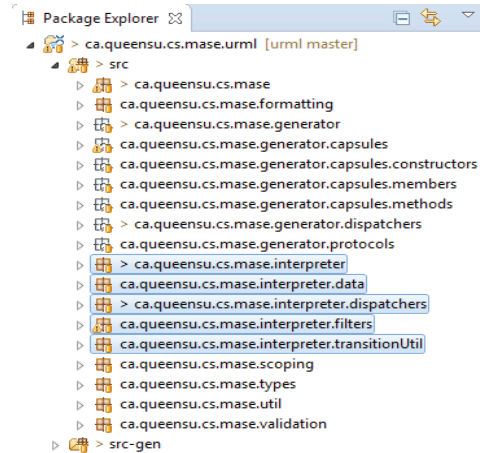 Package Explorer
> ca.queensu.cs.mase.urml [urml master]
> src
> ca.queensu.cs.mase
ca.queensu.cs.mase.formatting
> ca.queensu.cs.mase.generator
ca.queensu.cs.mase.generator.capsules
ca.queensu.cs.mase.generator.capsules.constructors
ca.queensu.cs.mase.generator.capsules.members
ca.queensu.cs.mase.generator.capsules.methods
> ca.queensu.cs.mase.generator.dispatchers
ca.queensu.cs.mase.generator.protocols
> ca.queensu.cs.mase.interpreter
ca.queensu.cs.mase.interpreter.data
> ca.queensu.cs.mase.interpreter.dispatchers
ca.queensu.cs.mase.interpreter.filters
ca.queensu.cs.mase.interpreter.transitionUtil
ca.queensu.cs.mase.scoping
ca.queensu.cs.mase.types
ca.queensu.cs.mase.util
ca.queensu.cs.mase.validation
> src-gen